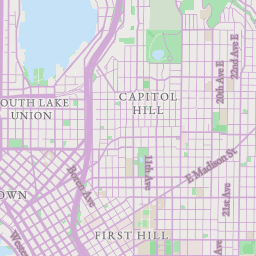 22nd Ave E
20th Ave E
SOUTH LAKE
UNION
CAPITOL
HILL
11th Ave
E Madison St
Boren Ave
21st Ave
FIRST HILL